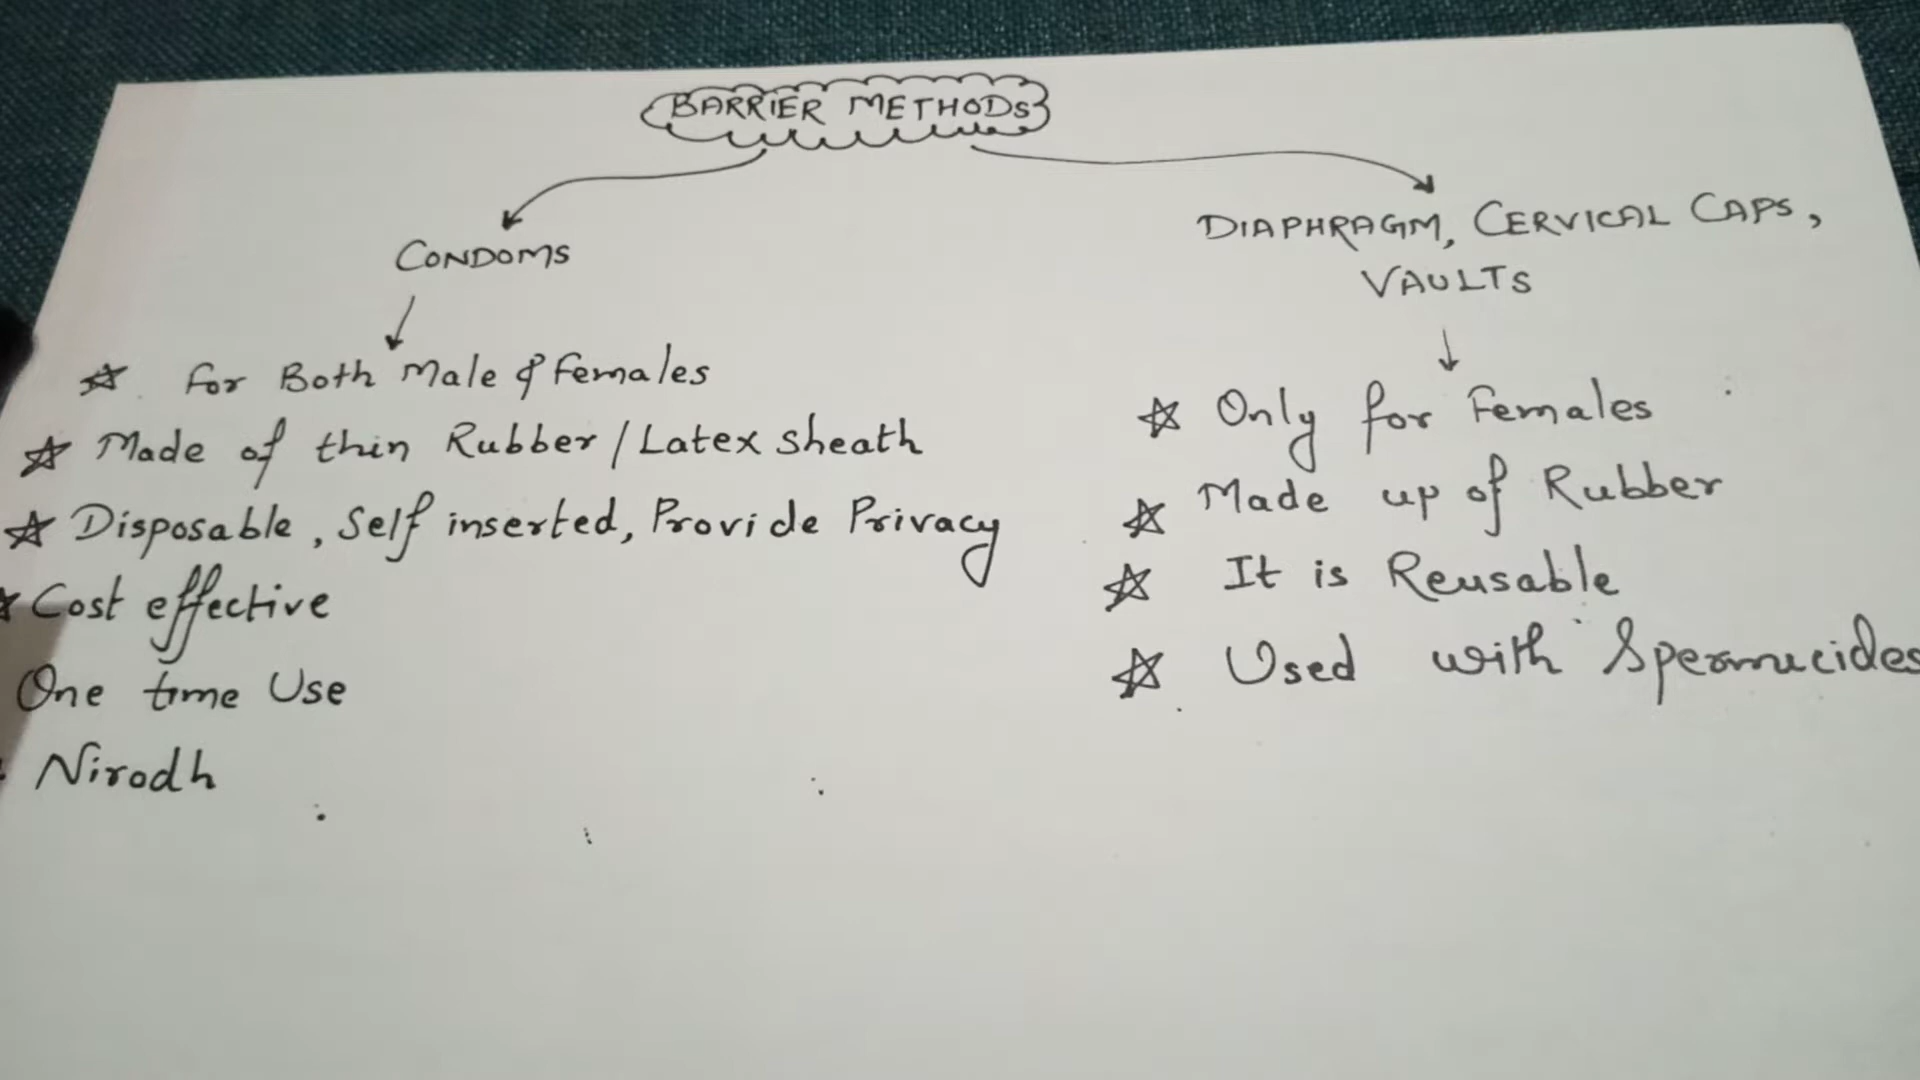 BARRIER METHODS
CONDOMS
☆ For Both Male & Females
☆ Made of thin Rubber / Latex sheath
☆ Disposable, Self inserted, Provide Privacy
☆ Cost effective
One time Use
Nirodh
DIAPHRAGM, CERVICAL CAPS,
VAULTS
☆ Only for Females
☆ Made up of Rubber
☆ It is Reusable
☆ Used with Spermicides